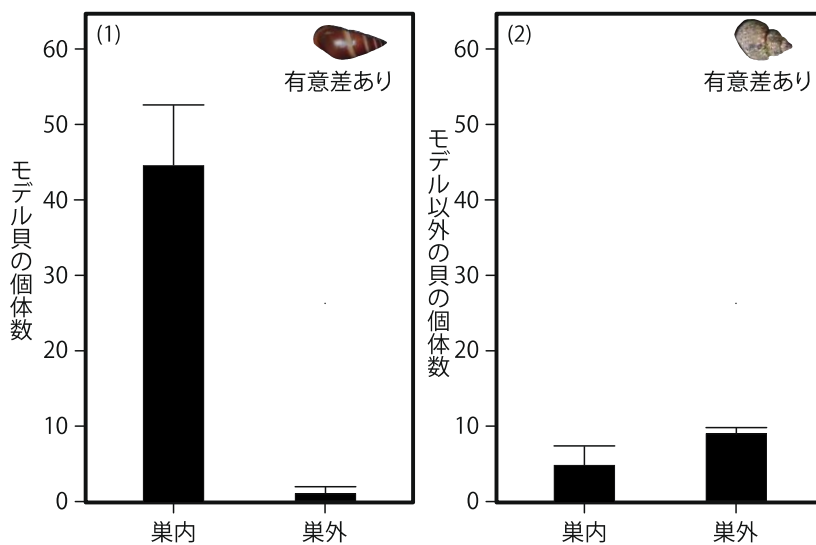 (1)
有意差あり
モデル貝の個体数
60
50
40
30
20
10
0
巣内
巣外
(2)
有意差あり
モデル以外の貝の個体数
60
50
40
30
20
10
0
巣内
巣外